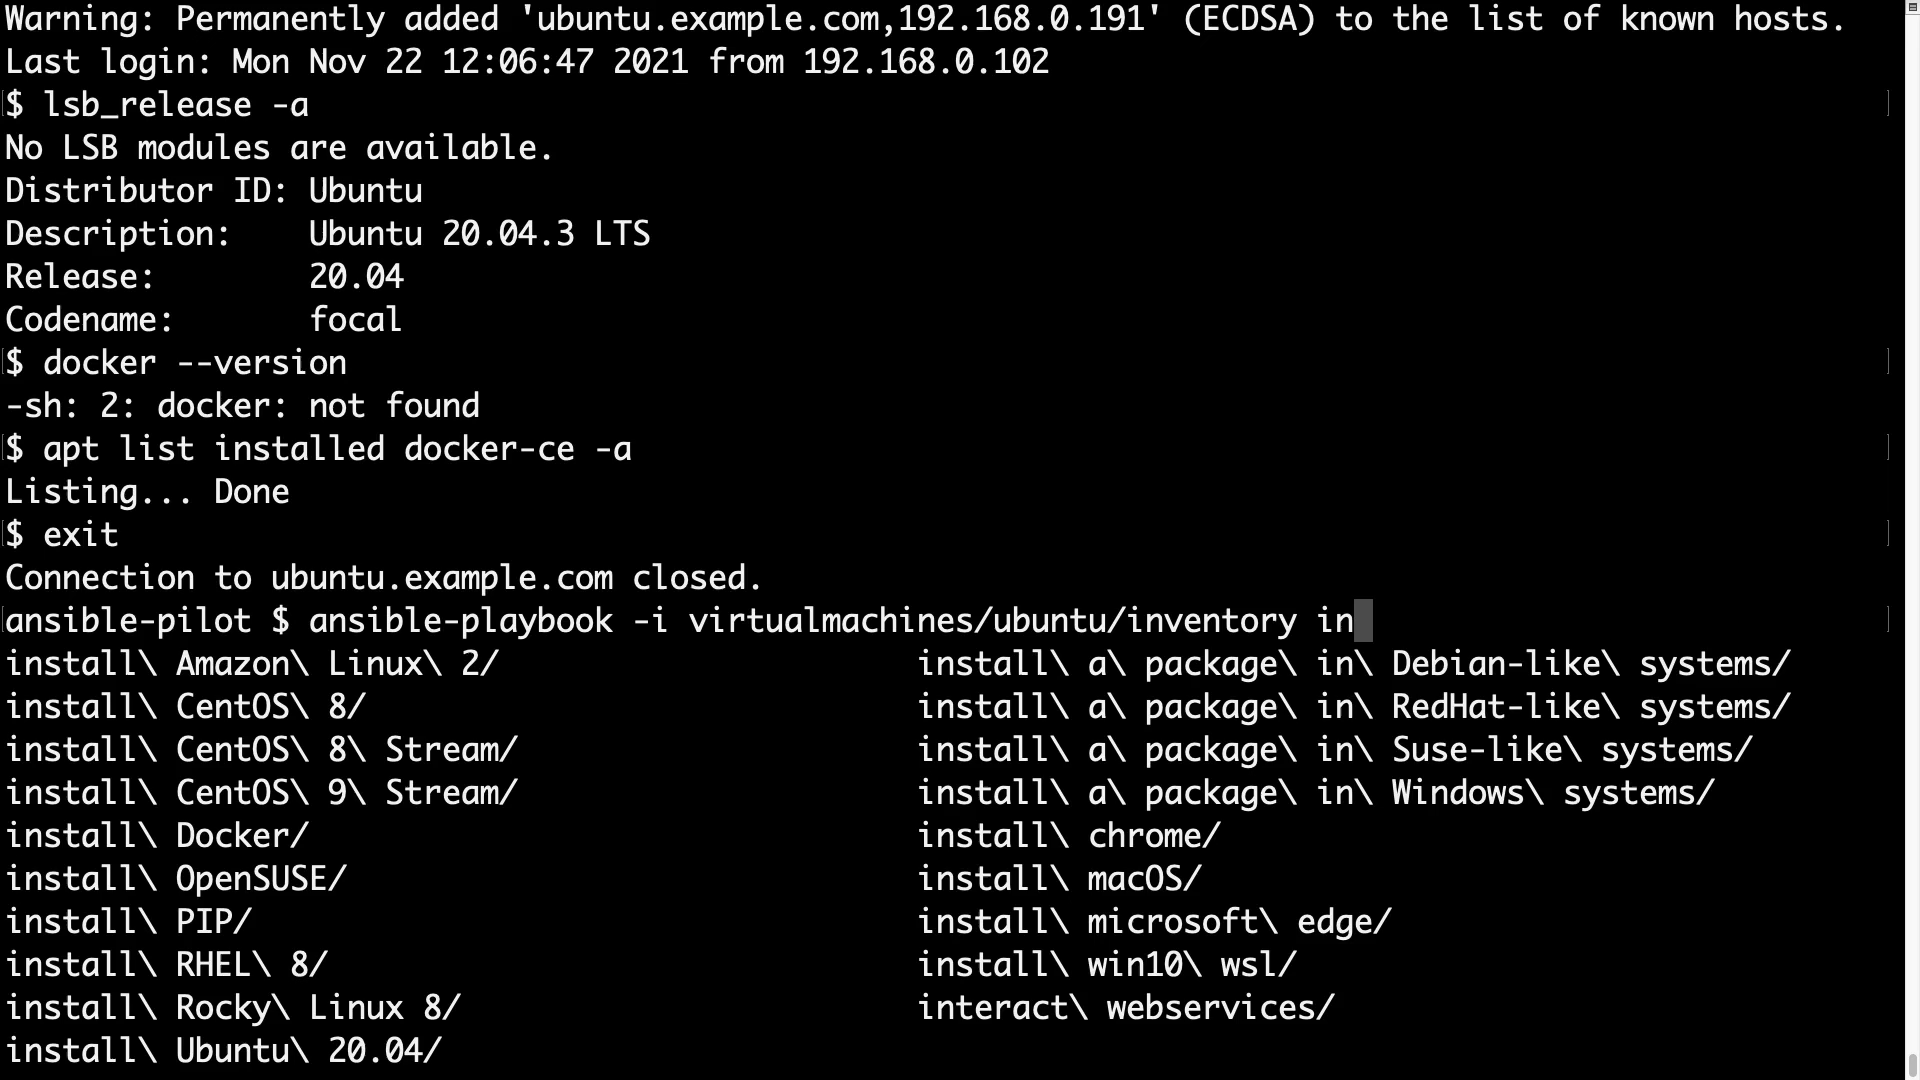 Warning: Permanently added 'ubuntu.example.com,192.168.0.191' (ECDSA) to the list of known hosts.
Last login: Mon Nov 22 12:06:47 2021 from 192.168.0.102
$ lsb_release -a
No LSB modules are available.
Distributor ID: Ubuntu
Description:    Ubuntu 20.04.3 LTS
Release:        20.04
Codename:       focal
$ docker --version
-sh: 2: docker: not found
$ apt list installed docker-ce -a
Listing... Done
$ exit
Connection to ubuntu.example.com closed.
ansible-pilot $ ansible-playbook -i virtualmachines/ubuntu/inventory in
install\ Amazon\ Linux\ 2/                      install\ a\ package\ in\ Debian-like\ systems/
install\ CentOS\ 8/                             install\ a\ package\ in\ RedHat-like\ systems/
install\ CentOS\ 8\ Stream/                     install\ a\ package\ in\ Suse-like\ systems/
install\ CentOS\ 9\ Stream/                     install\ a\ package\ in\ Windows\ systems/
install\ Docker/                                install\ chrome/
install\ OpenSUSE/                              install\ macOS/
install\ PIP/                                   install\ microsoft\ edge/
install\ RHEL\ 8/                               install\ win10\ wsl/
install\ Rocky\ Linux 8/                        interact\ webservices/
install\ Ubuntu\ 20.04/